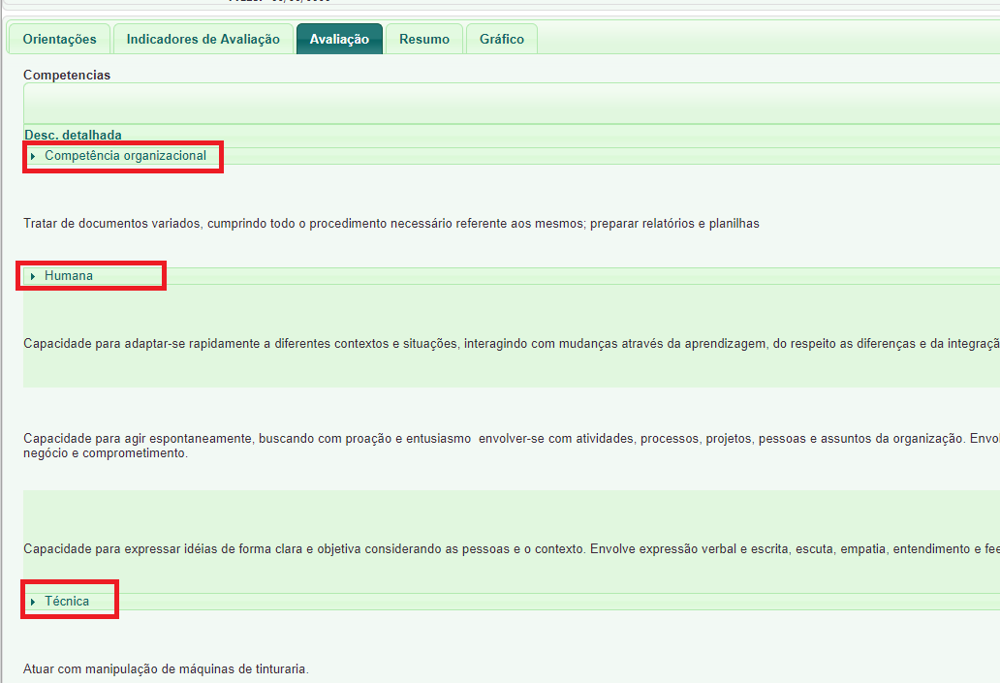 Orientações Indicadores de Avaliação Avaliação Resumo Gráfico
Competencias
Desc. detalhada
Competência organizacional
Tratar de documentos variados, cumprindo todo o procedimento necessário referente aos mesmos; preparar relatórios e planilhas
Humana
Capacidade para adaptar-se rapidamente a diferentes contextos e situações, interagindo com mudanças através da aprendizagem, do respeito as diferenças e da
Capacidade para agir espontaneamente, buscando com proação e entusiasmo envolver-se com atividades, processos, projetos, pessoas e assuntos da organização.
negócio e comprometimento.
Capacidade para expressar idéias de forma clara e objetiva considerando as pessoas e o contexto. Envolve expressão verbal e escrita, escuta, empatia, entendimento e
Técnica
Atuar com manipulação de máquinas de tinturaria.